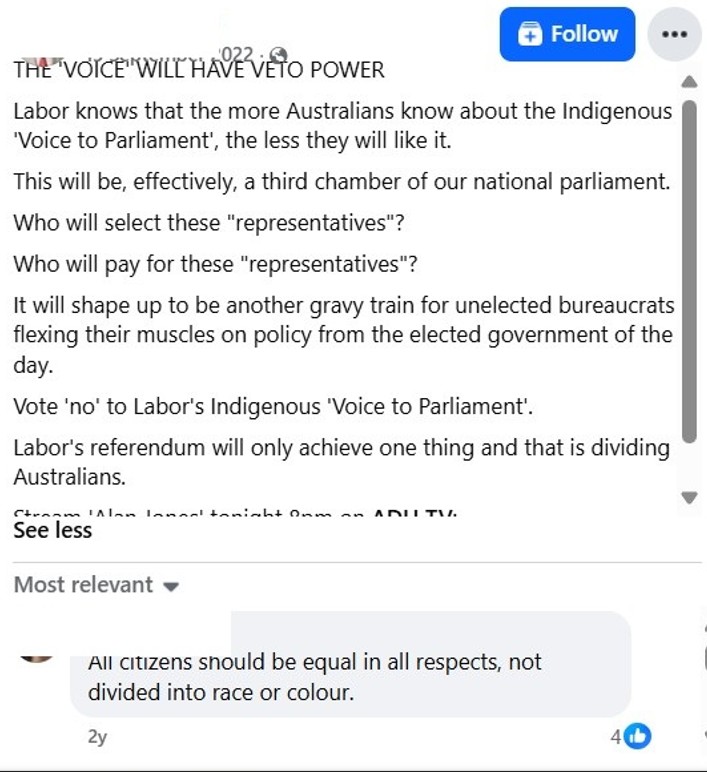 Follow
022
THE 'VOICE' WILL HAVE VETO POWER
Labor knows that the more Australians know about the Indigenous
'Voice to Parliament', the less they will like it.
This will be, effectively, a third chamber of our national parliament.
Who will select these "representatives"?
Who will pay for these "representatives"?
It will shape up to be another gravy train for unelected bureaucrats
flexing their muscles on policy from the elected government of the
day.
Vote 'no' to Labor's Indigenous 'Voice to Parliament'.
Labor's referendum will only achieve one thing and that is dividing
Australians.
Stream 'Alan Jones' tonight 8pm on ADH TV:
See less
Most relevant
All citizens should be equal in all respects, not
divided into race or colour.
2y
4